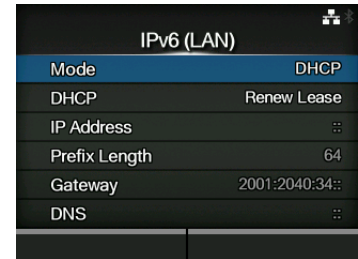 IPv6 (LAN)
Mode DHCP
DHCP Renew Lease
IP Address ::
Prefix Length 64
Gateway 2001:2040:34::
DNS ::